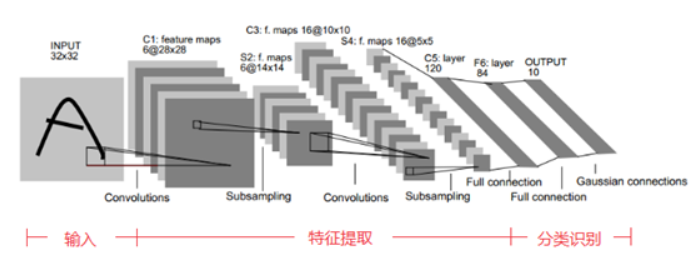 INPUT
32x32
C1: feature maps
6@28x28
C3: f. maps 16@10x10
S2: f. maps
6@14x14
S4: f. maps 16@5x5
C5: layer
120
F6: layer
84
OUTPUT
10
A
Convolutions
Subsampling
Convolutions
Subsampling
Full connection
Full connection
Gaussian connections
输入
特征提取
分类识别